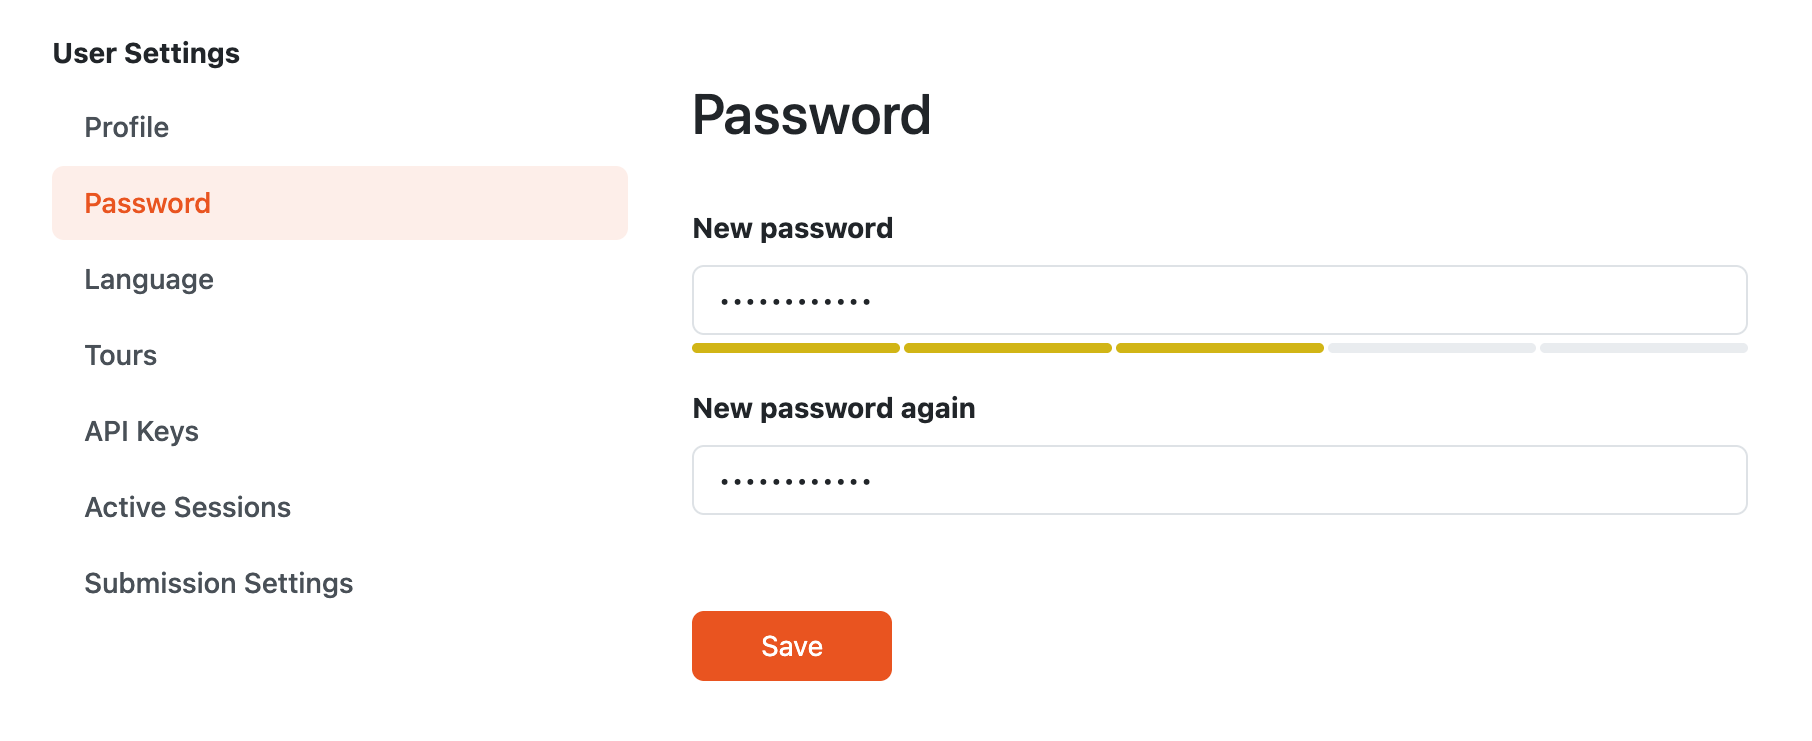 User Settings
Profile
Password
Language
Tours
API Keys
Active Sessions
Submission Settings
Password
New password
••••••••••••
New password again
••••••••••••
Save